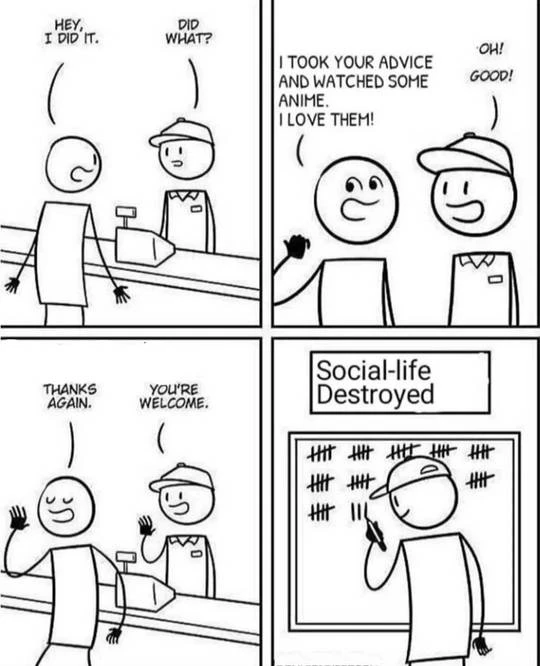 HEY,
I DID IT.
DID
WHAT?
I TOOK YOUR ADVICE
AND WATCHED SOME
ANIME.
I LOVE THEM!
OH!
GOOD!
THANKS
AGAIN.
YOU'RE
WELCOME.
Social-life
Destroyed